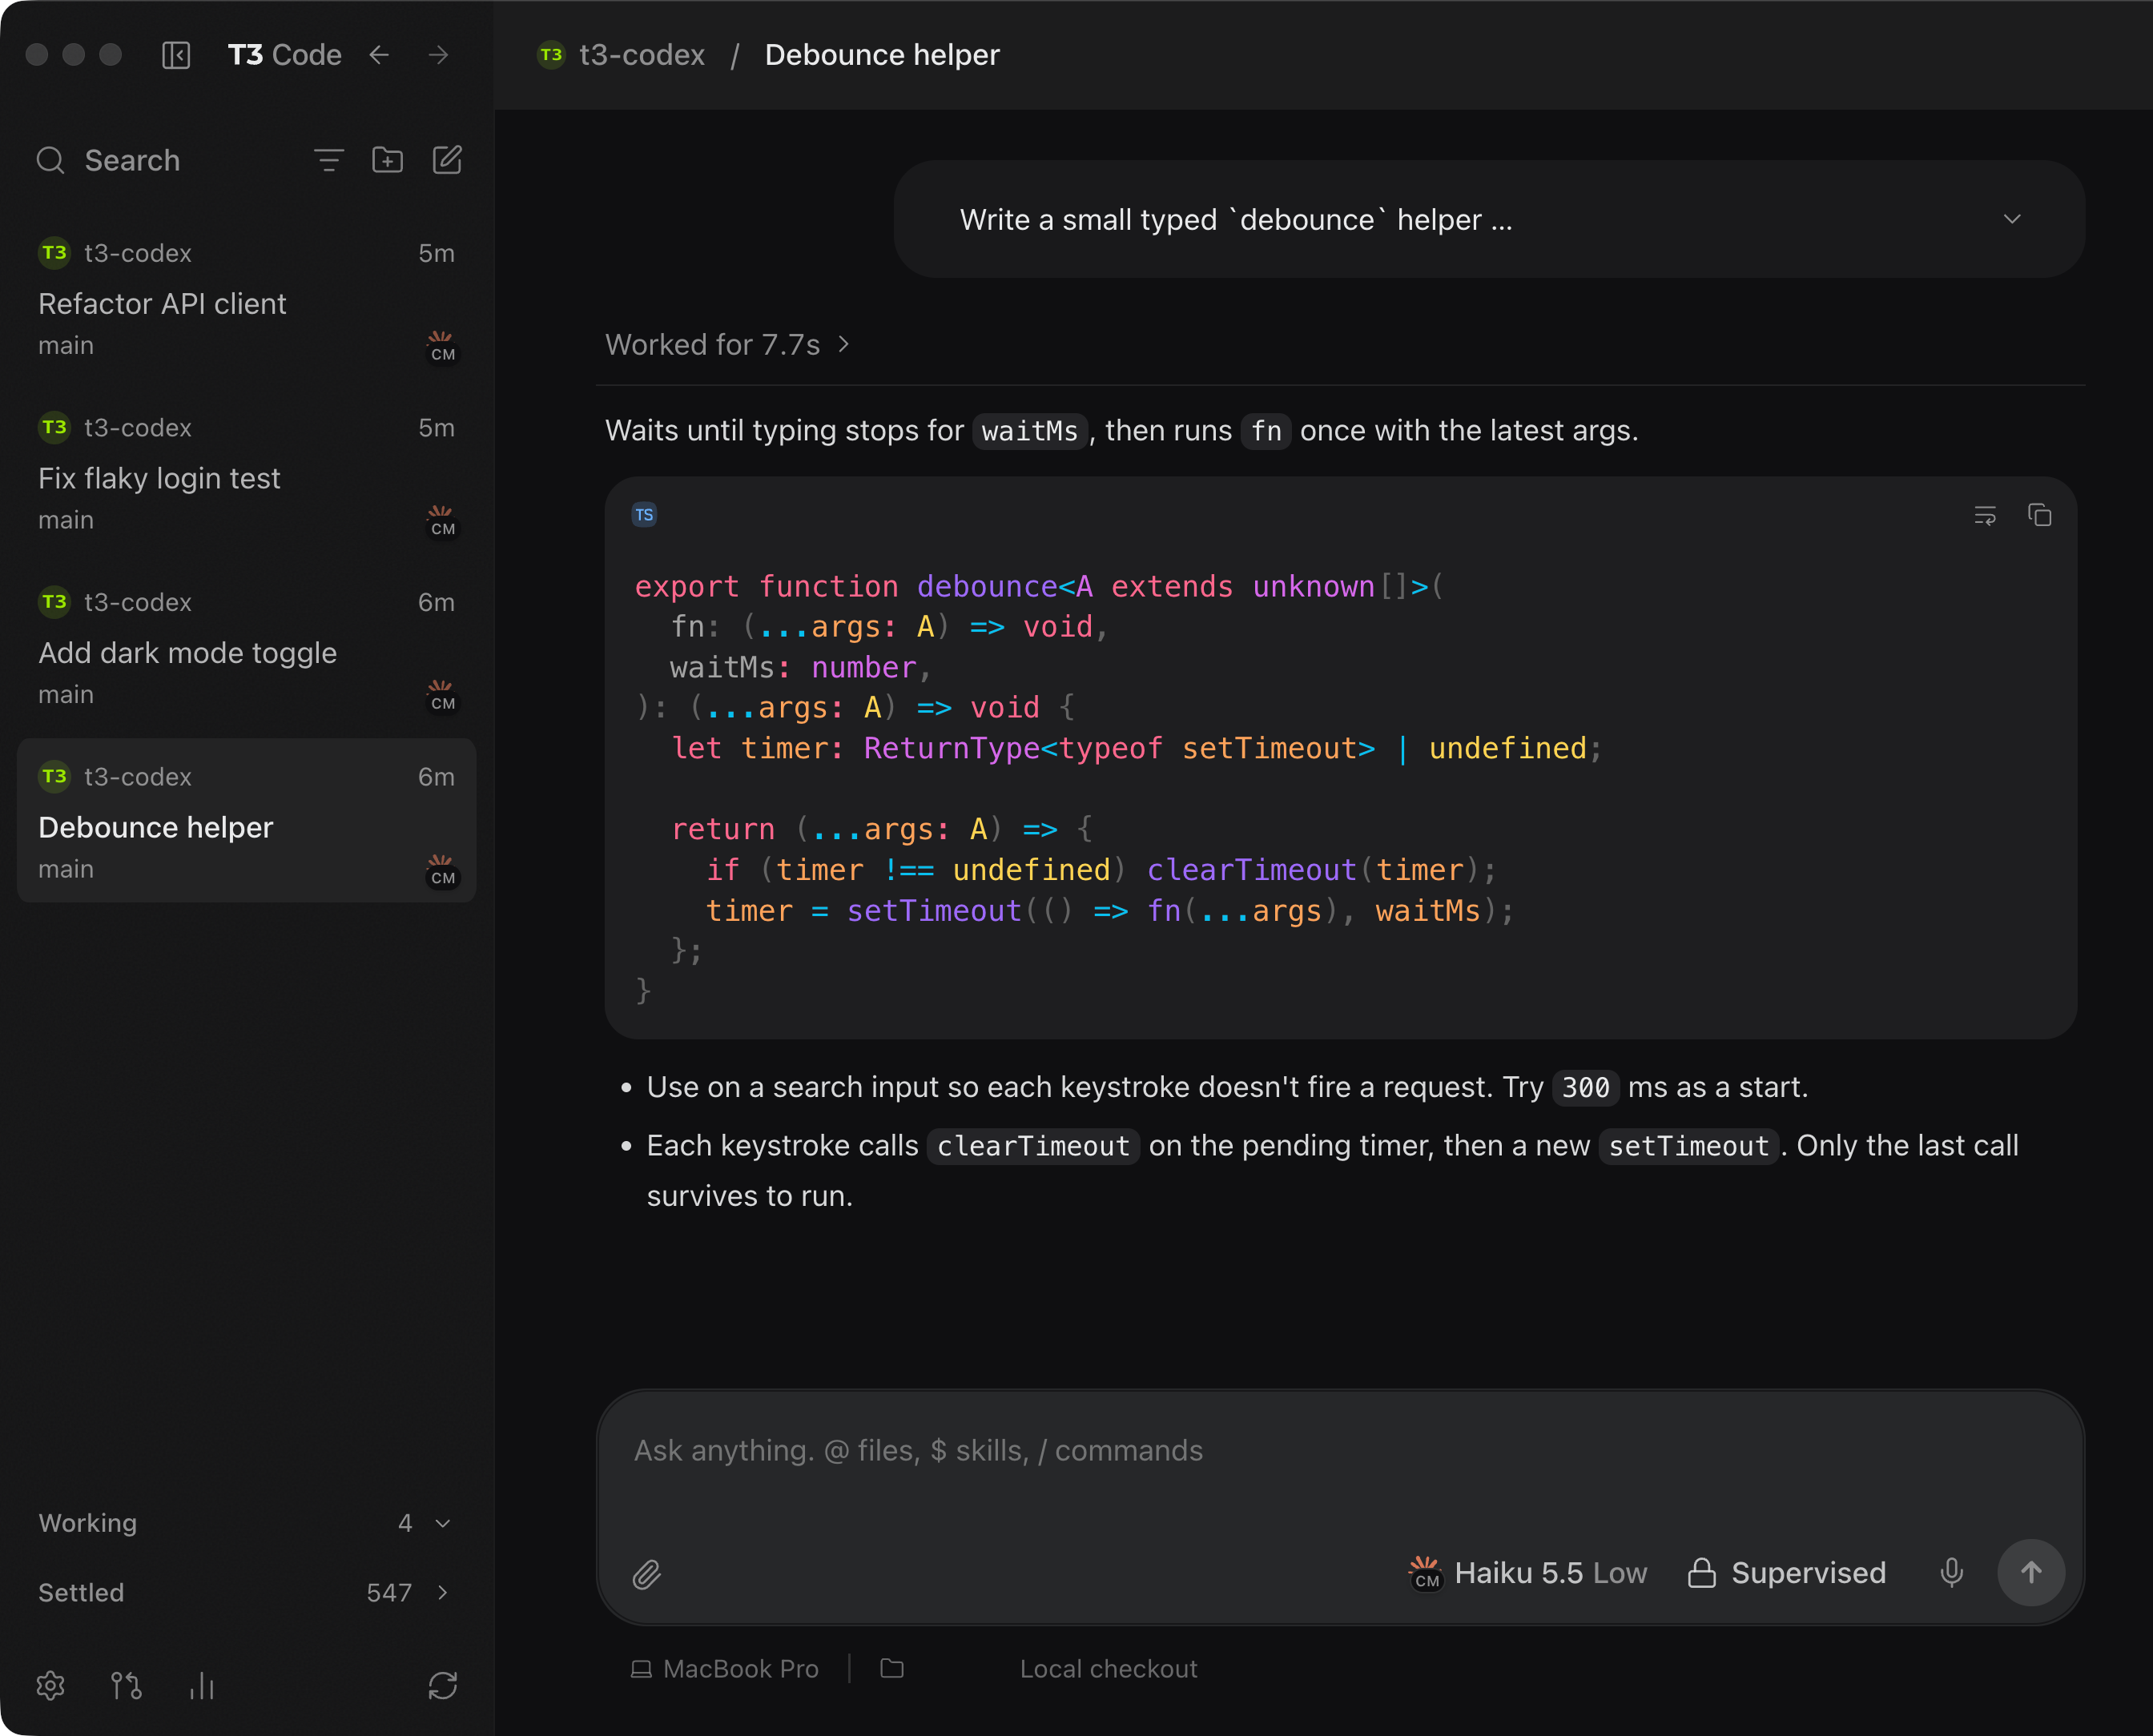 T3 Code
Search
T3 t3-codex 5m
Refactor API client
main
CM
T3 t3-codex 5m
Fix flaky login test
main
CM
T3 t3-codex 6m
Add dark mode toggle
main
CM
T3 t3-codex 6m
Debounce helper
main
CM
Working 4
Settled 547
T3 t3-codex / Debounce helper
Write a small typed `debounce` helper ...
Worked for 7.7s
Waits until typing stops for waitMs, then runs fn once with the latest args.
TS
export function debounce<A extends unknown[]>(
  fn: (...args: A) => void,
  waitMs: number,
): (...args: A) => void {
  let timer: ReturnType<typeof setTimeout> | undefined;

  return (...args: A) => {
    if (timer !== undefined) clearTimeout(timer);
    timer = setTimeout(() => fn(...args), waitMs);
  };
}
• Use on a search input so each keystroke doesn't fire a request. Try 300 ms as a start.
• Each keystroke calls clearTimeout on the pending timer, then a new setTimeout. Only the last call
survives to run.
Ask anything. @ files, $ skills, / commands
CM Haiku 5.5 Low Supervised
MacBook Pro Local checkout